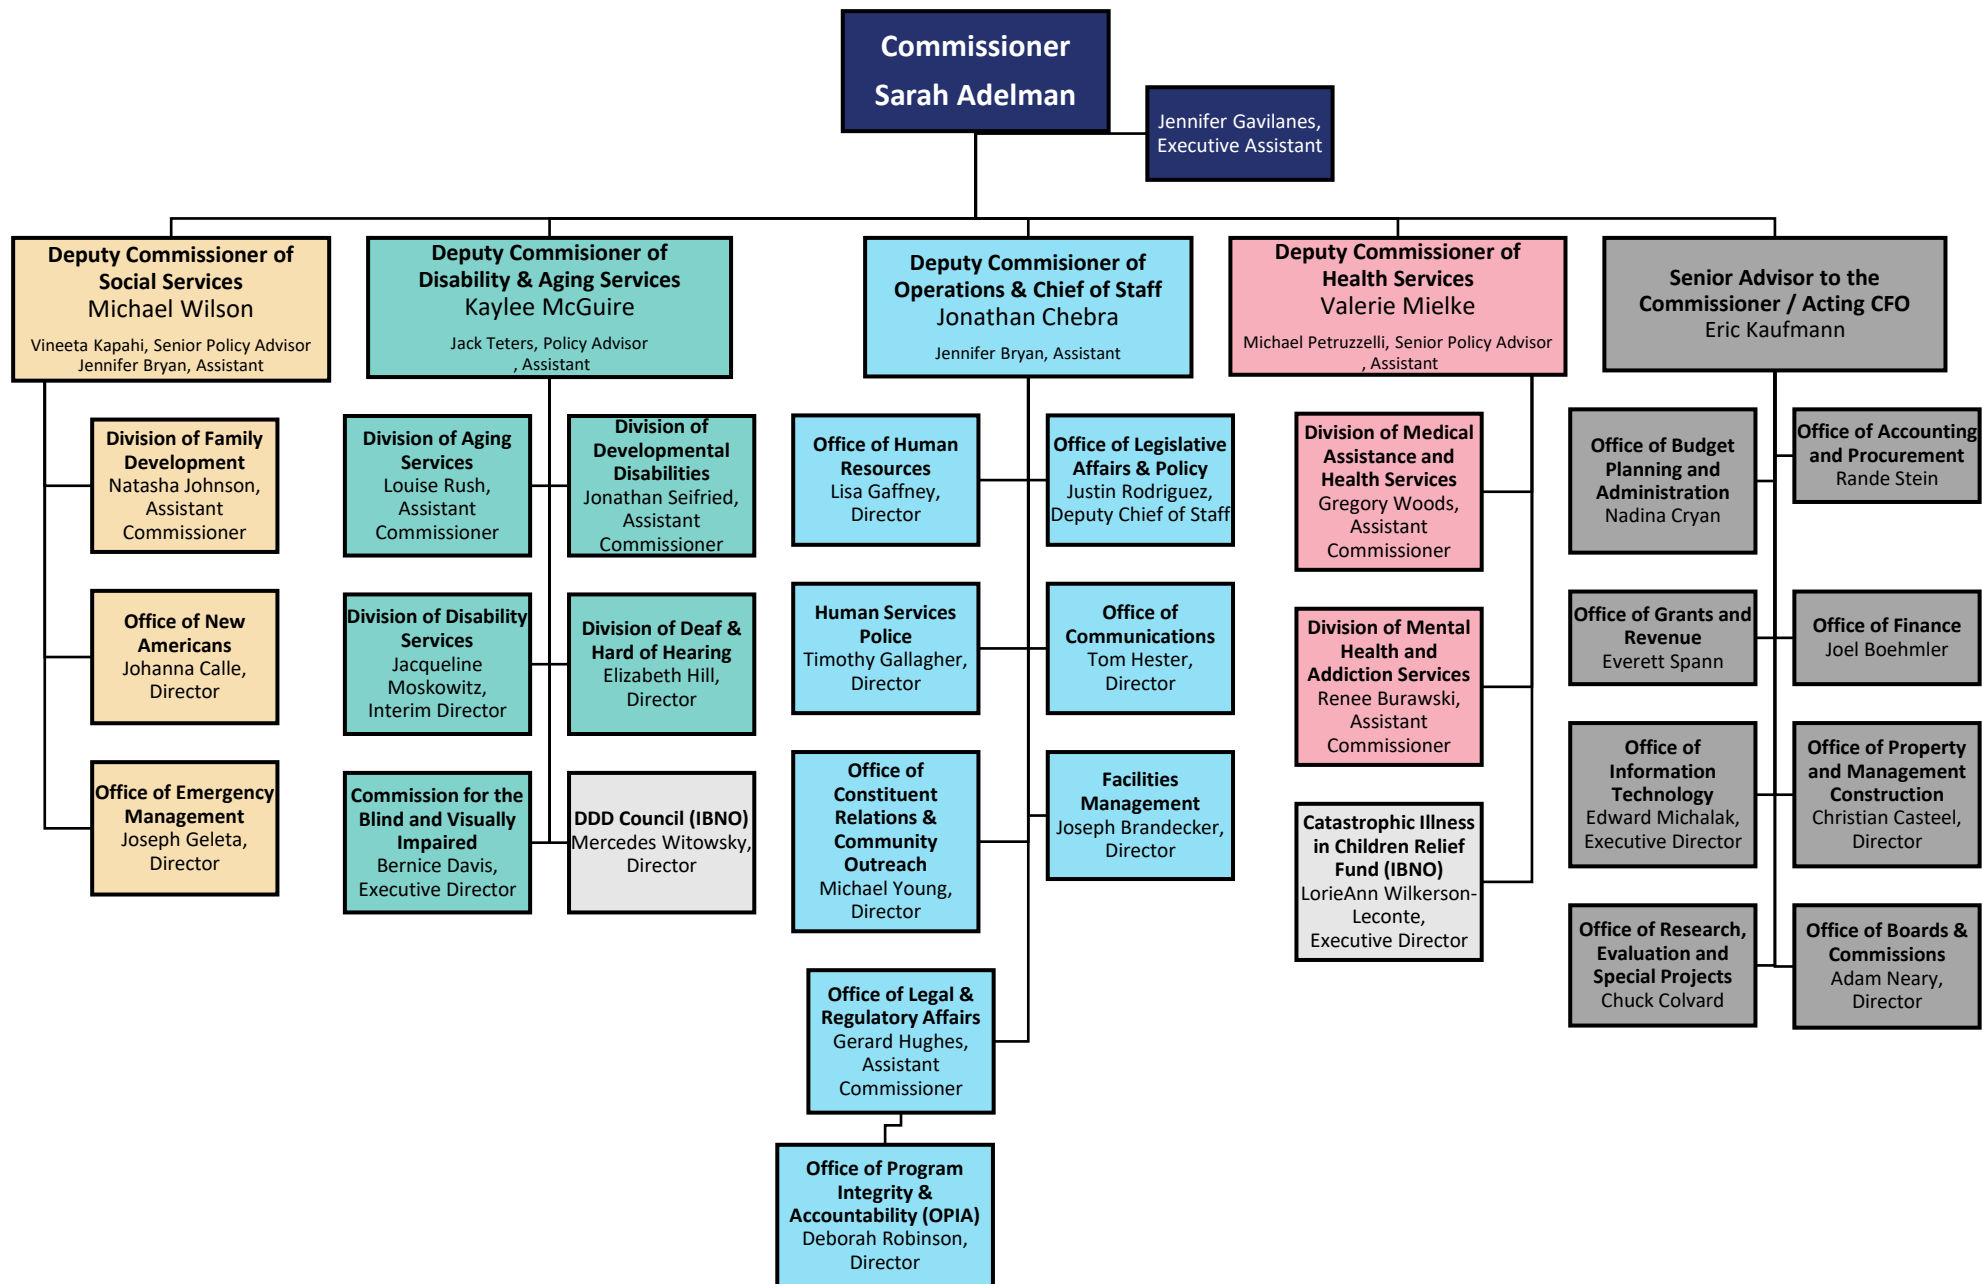 Commissioner
Sarah Adelman
Jennifer Gavilanes,
Executive Assistant
Deputy Commissioner of
Social Services
Michael Wilson
Vineeta Kapahi, Senior Policy Advisor
Jennifer Bryan, Assistant
Deputy Commisioner of
Disability & Aging Services
Kaylee McGuire
Jack Teters, Policy Advisor
, Assistant
Deputy Commisioner of
Operations & Chief of Staff
Jonathan Chebra
Jennifer Bryan, Assistant
Deputy Commissioner of
Health Services
Valerie Mielke
Michael Petruzzelli, Senior Policy Advisor
, Assistant
Senior Advisor to the
Commissioner / Acting CFO
Eric Kaufmann
Division of Family
Development
Natasha Johnson,
Assistant
Commissioner
Office of New
Americans
Johanna Calle,
Director
Office of Emergency
Management
Joseph Geleta,
Director
Division of Aging
Services
Louise Rush,
Assistant
Commissioner
Division of
Developmental
Disabilities
Jonathan Seifried,
Assistant
Commissioner
Division of Disability
Services
Jacqueline
Moskowitz,
Interim Director
Division of Deaf &
Hard of Hearing
Elizabeth Hill,
Director
Commission for the
Blind and Visually
Impaired
Bernice Davis,
Executive Director
DDD Council (IBNO)
Mercedes Witowsky,
Director
Office of Human
Resources
Lisa Gaffney,
Director
Office of Legislative
Affairs & Policy
Justin Rodriguez,
Deputy Chief of Staff
Human Services
Police
Timothy Gallagher,
Director
Office of
Communications
Tom Hester,
Director
Office of
Constituent
Relations &
Community
Outreach
Michael Young,
Director
Facilities
Management
Joseph Brandecker,
Director
Office of Legal &
Regulatory Affairs
Gerard Hughes,
Assistant
Commissioner
Office of Program
Integrity &
Accountability (OPIA)
Deborah Robinson,
Director
Division of Medical
Assistance and
Health Services
Gregory Woods,
Assistant
Commissioner
Division of Mental
Health and
Addiction Services
Renee Burawski,
Assistant
Commissioner
Catastrophic Illness
in Children Relief
Fund (IBNO)
LorieAnn Wilkerson-
Leconte,
Executive Director
Office of Budget
Planning and
Administration
Nadina Cryan
Office of Accounting
and Procurement
Rande Stein
Office of Grants and
Revenue
Everett Spann
Office of Finance
Joel Boehmler
Office of
Information
Technology
Edward Michalak,
Executive Director
Office of Property
and Management
Construction
Christian Casteel,
Director
Office of Research,
Evaluation and
Special Projects
Chuck Colvard
Office of Boards &
Commissions
Adam Neary,
Director